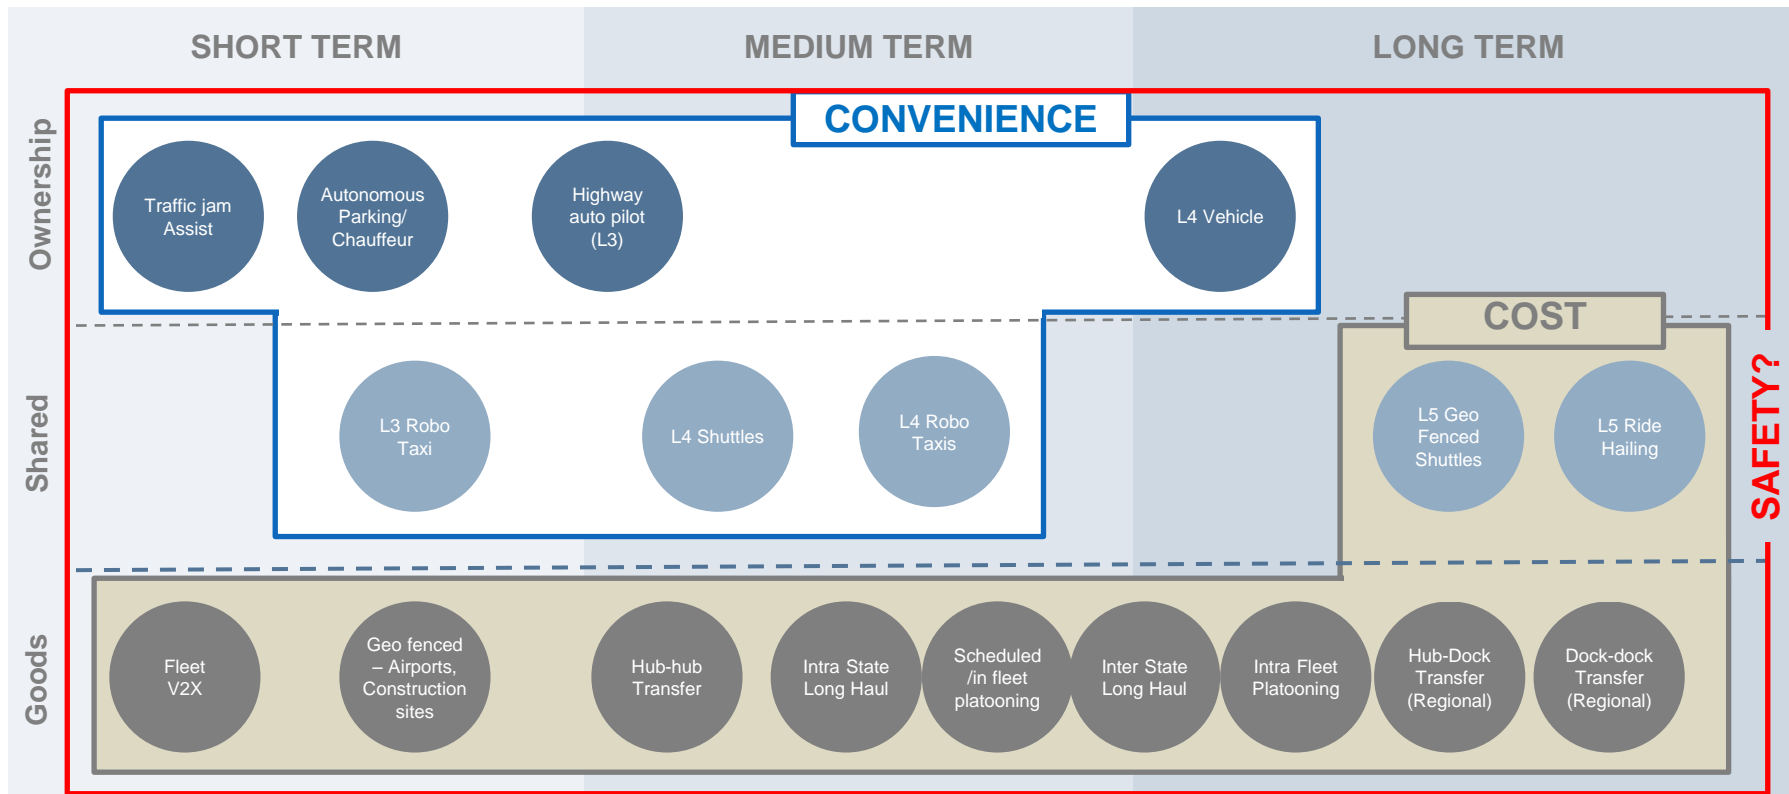 SHORT TERM
MEDIUM TERM
LONG TERM
CONVENIENCE
Ownership
Traffic jam
Assist
Autonomous
Parking/
Chauffeur
Highway
auto pilot
(L3)
L4 Vehicle
COST
Shared
L3 Robo
Taxi
L4 Shuttles
L4 Robo
Taxis
L5 Geo
Fenced
Shuttles
L5 Ride
Hailing
SAFETY?
Goods
Fleet
V2X
Geo fenced
– Airports,
Construction
sites
Hub-hub
Transfer
Intra State
Long Haul
Scheduled
/in fleet
platooning
Inter State
Long Haul
Intra Fleet
Platooning
Hub-Dock
Transfer
(Regional)
Dock-dock
Transfer
(Regional)